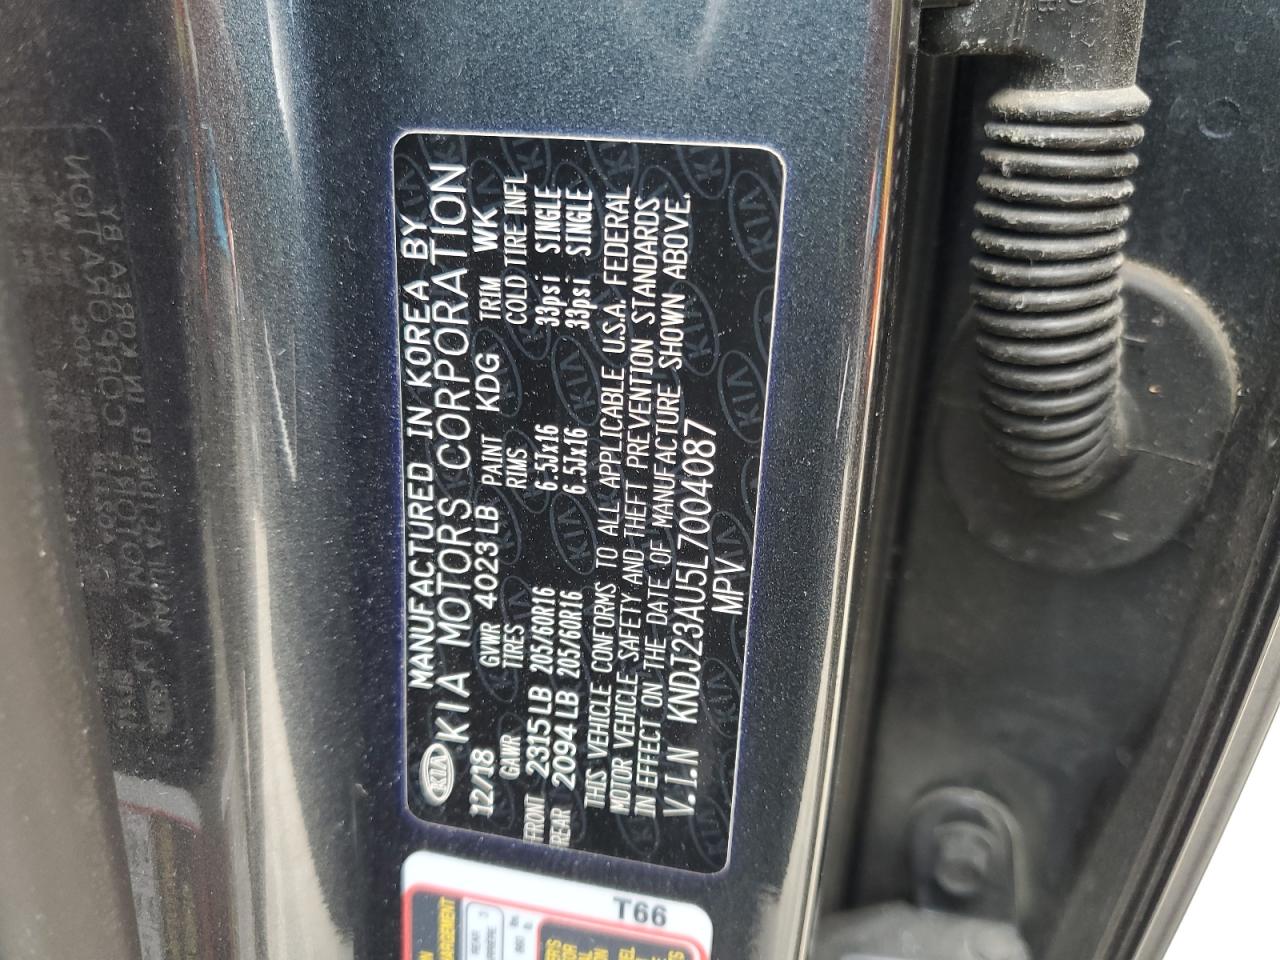 MANUFACTURED IN KOREA BY
KIA KIA MOTORS CORPORATION
12/18 GVWR 4023 LB PAINT KDG TRIM WK
GAWR TIRES RIMS COLD TIRE INFL
FRONT 2315 LB 205/60R16 6.5Jx16 33psi SINGLE
REAR 2094 LB 205/60R16 6.5Jx16 33psi SINGLE
THIS VEHICLE CONFORMS TO ALL APPLICABLE U.S.A. FEDERAL
MOTOR VEHICLE SAFETY AND THEFT PREVENTION STANDARDS
IN EFFECT ON THE DATE OF MANUFACTURE SHOWN ABOVE.
V.I.N KNDJ23AU5L7004087
MPV
T66